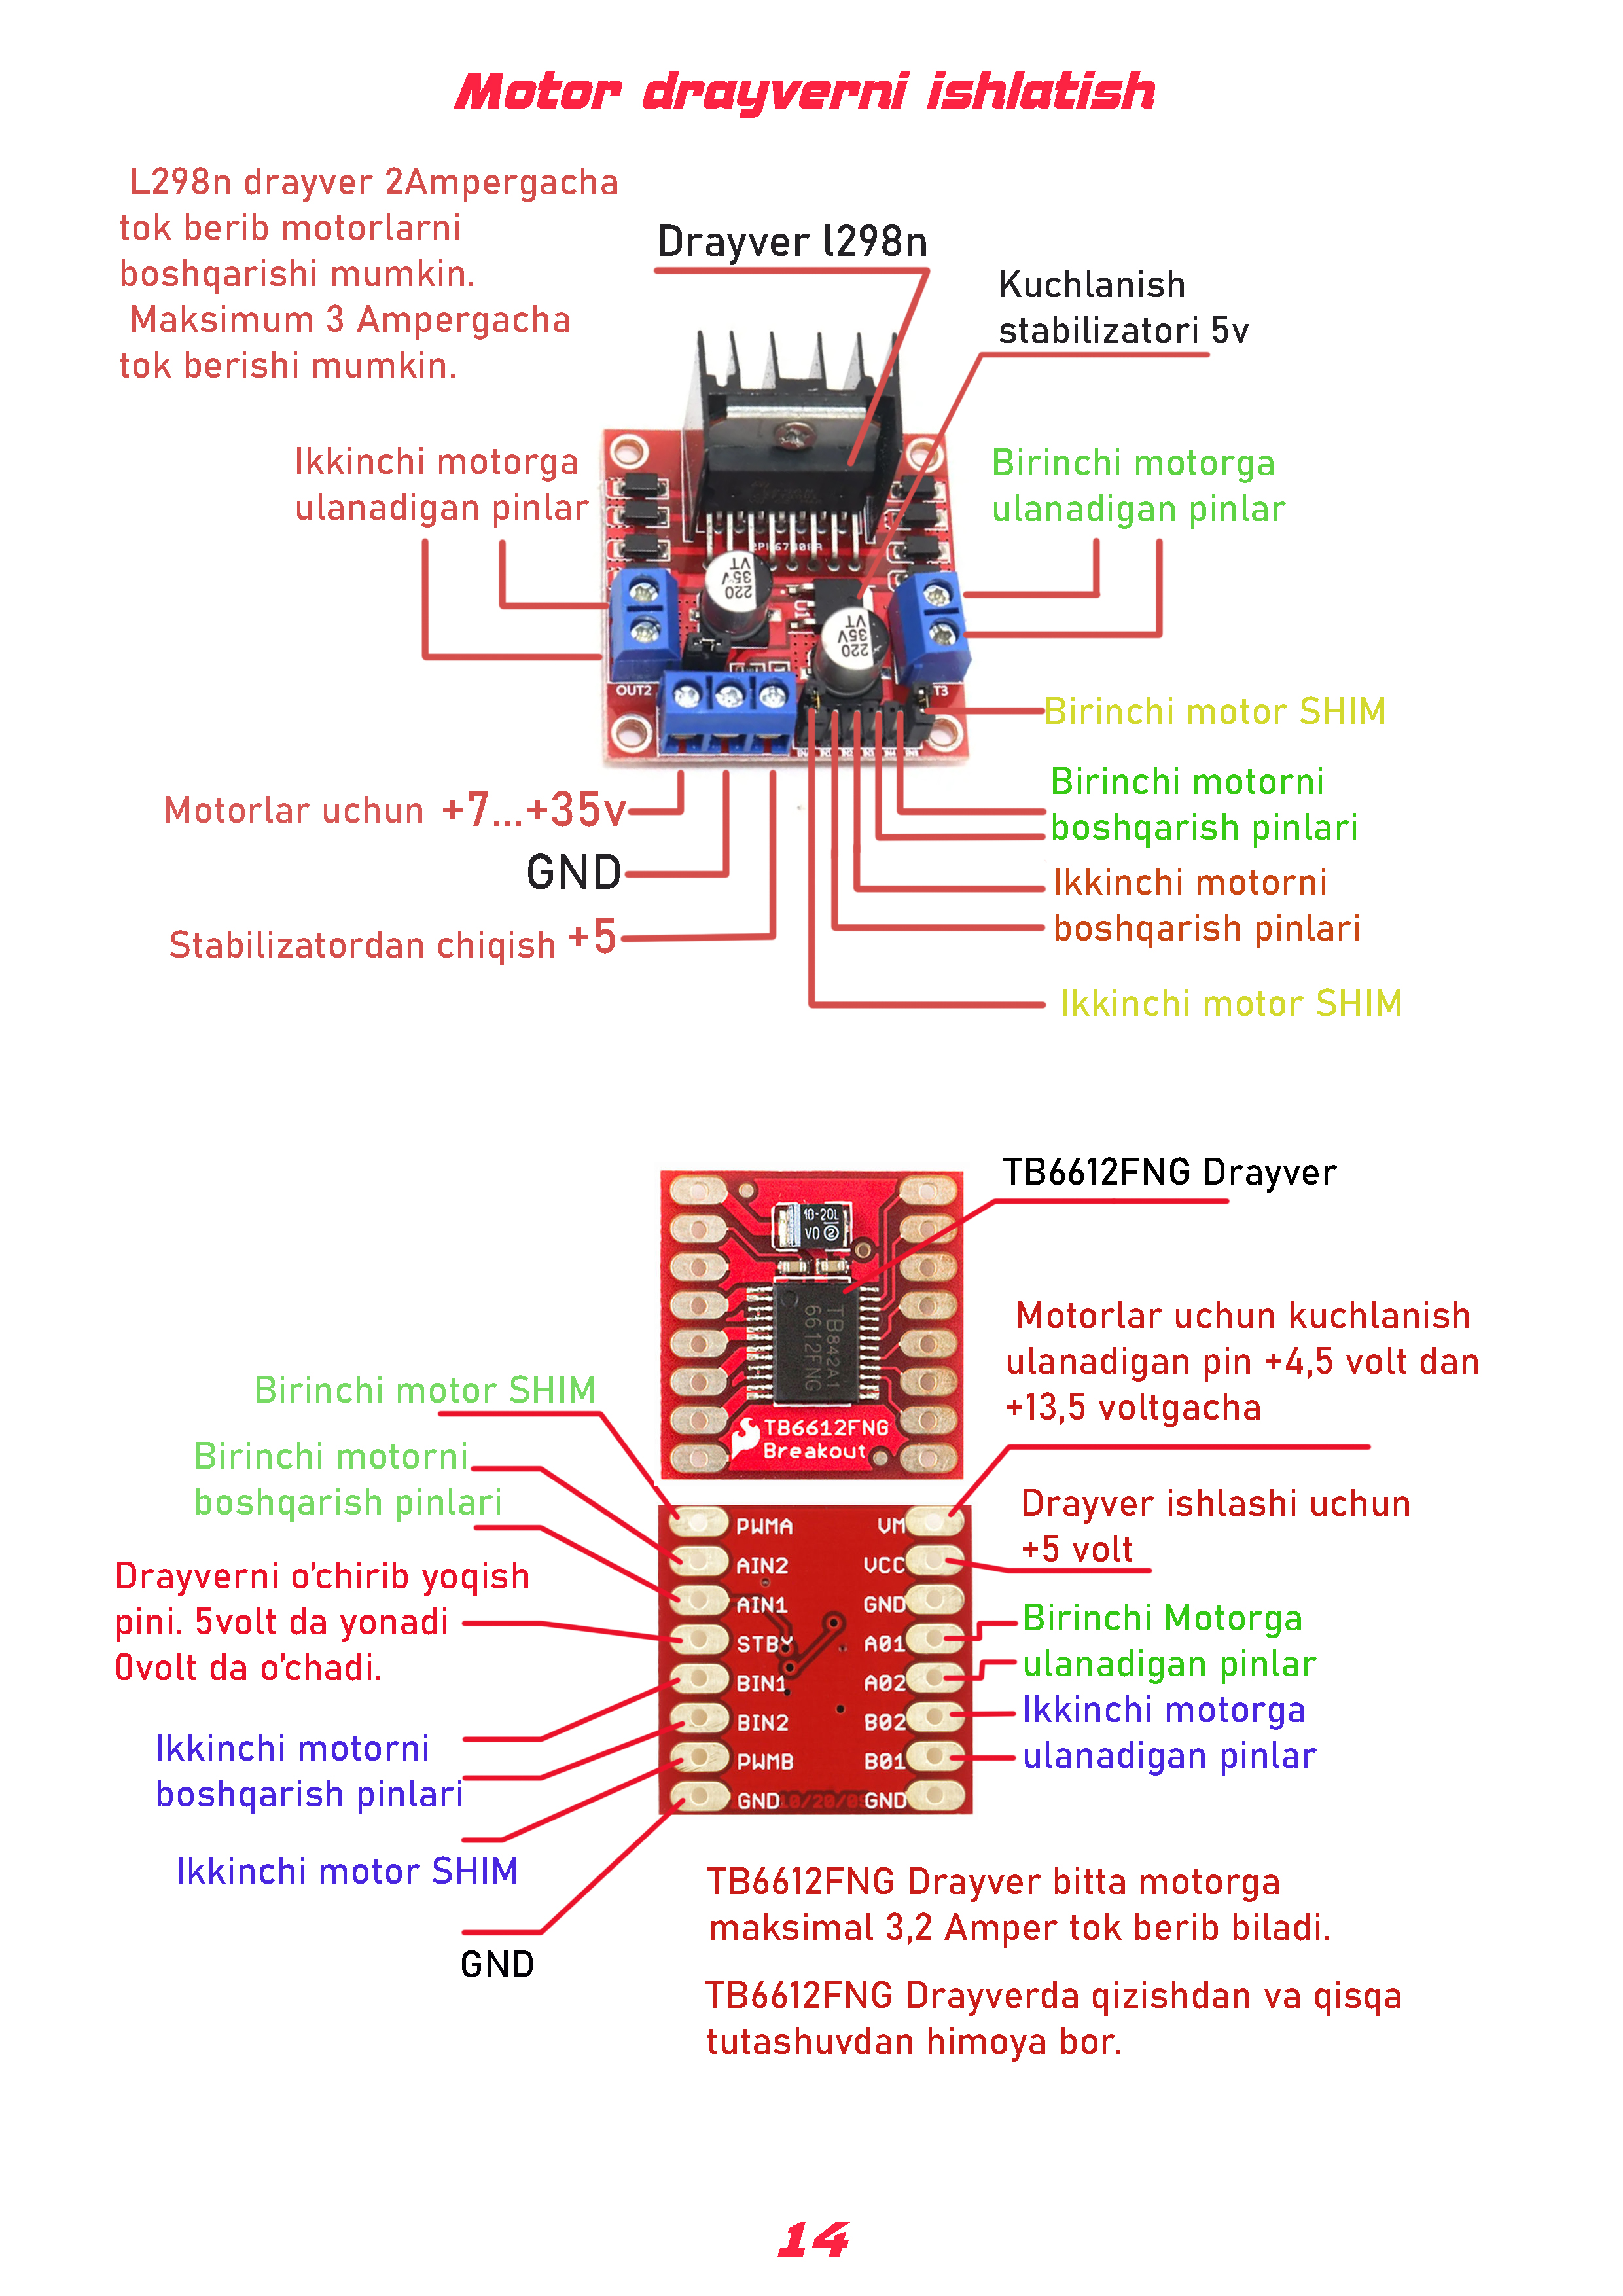 Motor drayverni ishlatish
L298n drayver 2Ampergacha
tok berib motorlarni
boshqarishi mumkin.
Maksimum 3 Ampergacha
tok berishi mumkin.
Drayver l298n
Kuchlanish
stabilizatori 5v
Ikkinchi motorga
ulanadigan pinlar
Birinchi motorga
ulanadigan pinlar
220
35V
VT
220
35V
VT
U1
OUT2
T3
Birinchi motor SHIM
Birinchi motorni
boshqarish pinlari
Ikkinchi motorni
boshqarish pinlari
Ikkinchi motor SHIM
Motorlar uchun +7...+35v
GND
Stabilizatordan chiqish +5
TB6612FNG Drayver
10-20L
V0 2
TB842A1
6612FNG
TB6612FNG
Breakout
Motorlar uchun kuchlanish
ulanadigan pin +4,5 volt dan
+13,5 voltgacha
Drayver ishlashi uchun
+5 volt
Birinchi Motorga
ulanadigan pinlar
Ikkinchi motorga
ulanadigan pinlar
Birinchi motor SHIM
Birinchi motorni
boshqarish pinlari
Drayverni o'chirib yoqish
pini. 5volt da yonadi
0volt da o'chadi.
Ikkinchi motorni
boshqarish pinlari
Ikkinchi motor SHIM
GND
PWMA VM
AIN2 VCC
AIN1 GND
STBY A01
BIN1 A02
BIN2 B02
PWMB B01
GND 10/20/09 GND
TB6612FNG Drayver bitta motorga
maksimal 3,2 Amper tok berib biladi.
TB6612FNG Drayverda qizishdan va qisqa
tutashuvdan himoya bor.
14